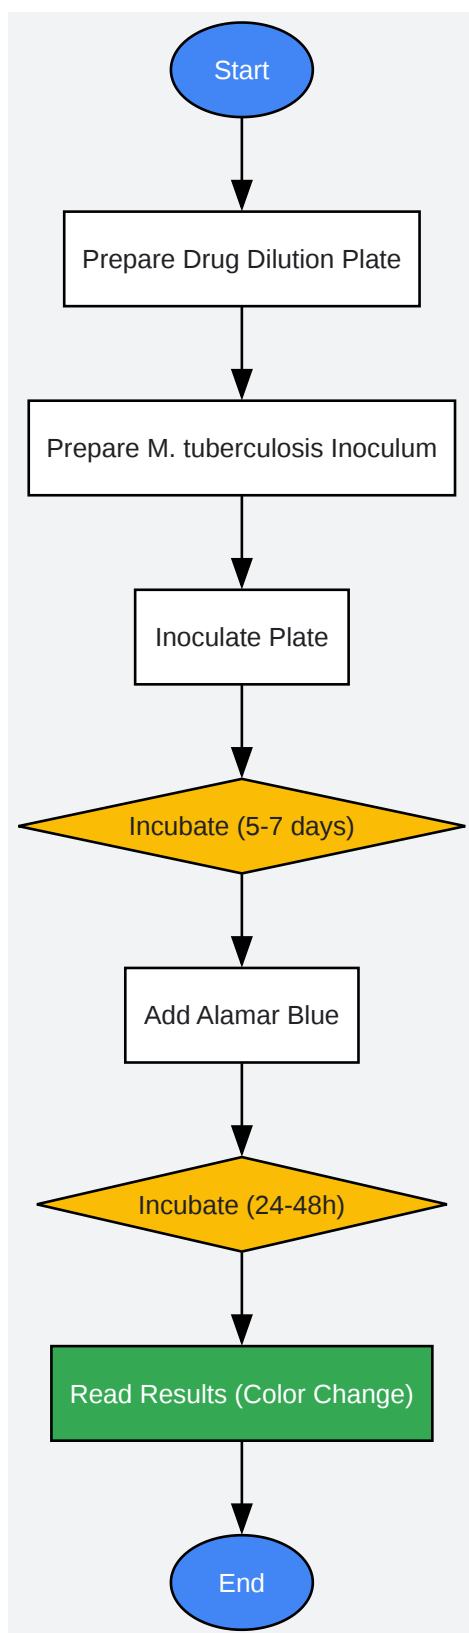 Start
Prepare Drug Dilution Plate
Prepare M. tuberculosis Inoculum
Inoculate Plate
Incubate (5-7 days)
Add Alamar Blue
Incubate (24-48h)
Read Results (Color Change)
End